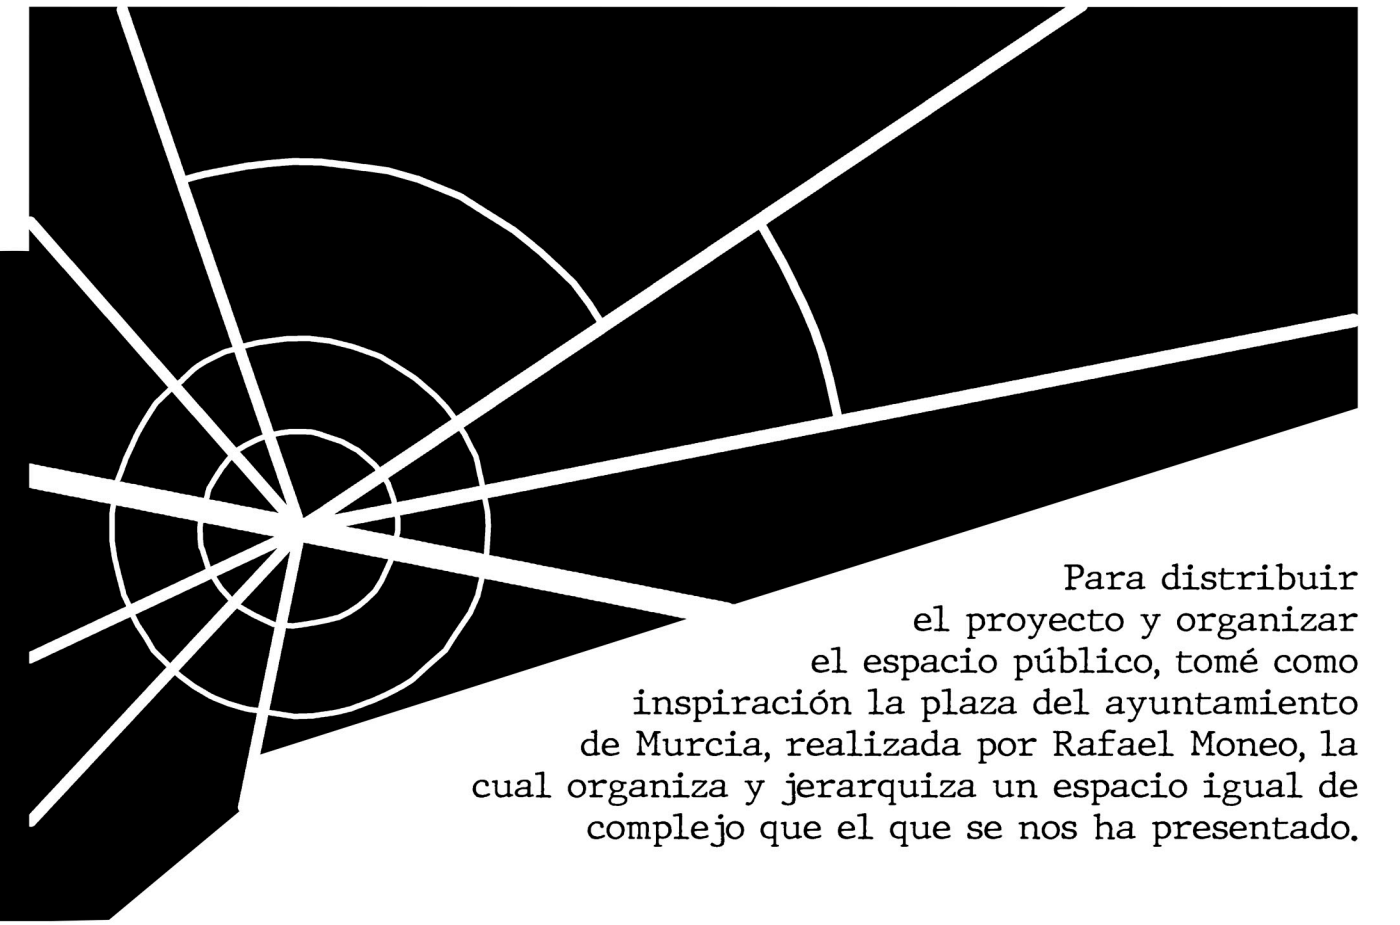 Para distribuir
el proyecto y organizar
el espacio público, tomé como
inspiración la plaza del ayuntamiento
de Murcia, realizada por Rafael Moneo, la
cual organiza y jerarquiza un espacio igual de
complejo que el que se nos ha presentado.